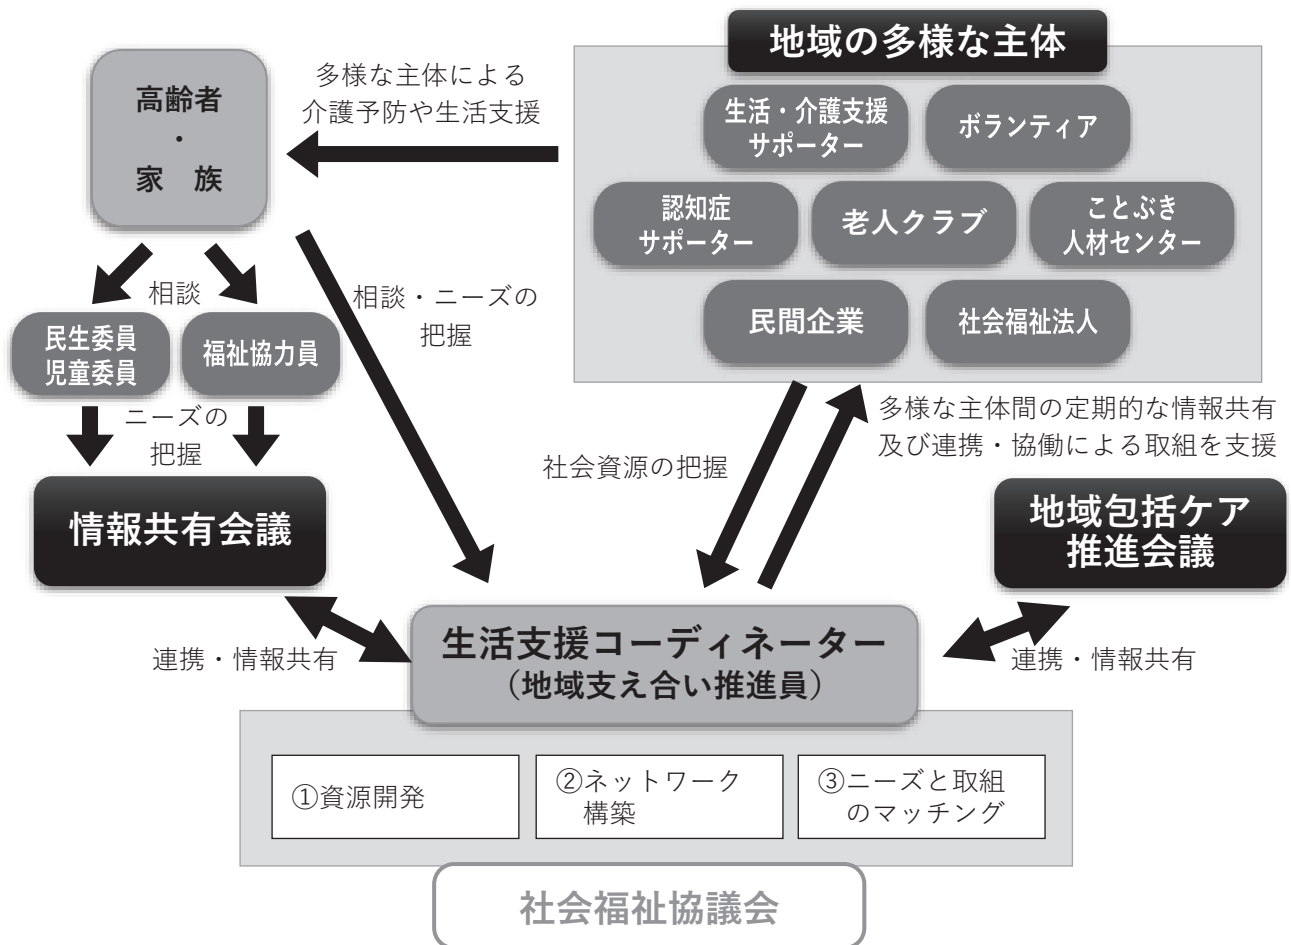 地域の多様な主体
高齢者
・
家　族
多様な主体による
介護予防や生活支援
生活・介護支援
サポーター
ボランティア
認知症
サポーター
老人クラブ
ことぶき
人材センター
民間企業
社会福祉法人
相談
民生委員
児童委員
福祉協力員
相談・ニーズの
把握
ニーズの
把握
社会資源の把握
多様な主体間の定期的な情報共有
及び連携・協働による取組を支援
情報共有会議
地域包括ケア
推進会議
連携・情報共有
生活支援コーディネーター
（地域支え合い推進員）
連携・情報共有
①資源開発
②ネットワーク
構築
③ニーズと取組
のマッチング
社会福祉協議会